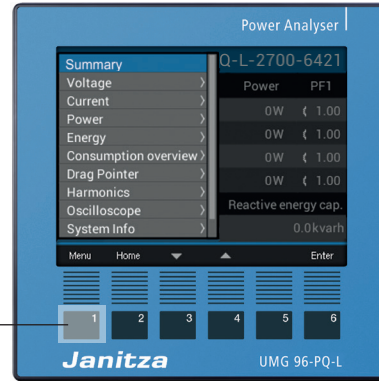 Power Analyser
Summary
Voltage
Current
Power
Energy
Consumption overview
Drag Pointer
Harmonics
Oscilloscope
System Info
Q-L-2700-6421
Power PF1
0W ( 1.00
0W ( 1.00
0W ( 1.00
0W ( 1.00
Reactive energy cap.
0.0kvarh
Menu Home Enter
1 2 3 4 5 6
Janitza UMG 96-PQ-L